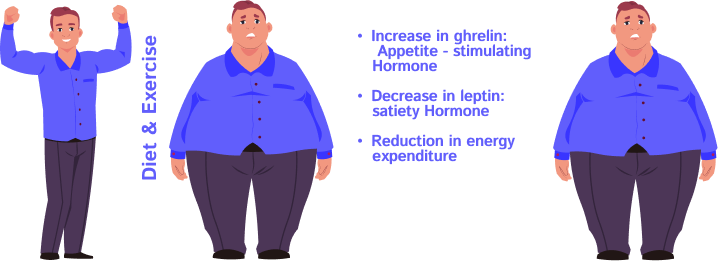 Diet & Exercise
• Increase in ghrelin:
Appetite - stimulating
Hormone
• Decrease in leptin:
satiety Hormone
• Reduction in energy
expenditure